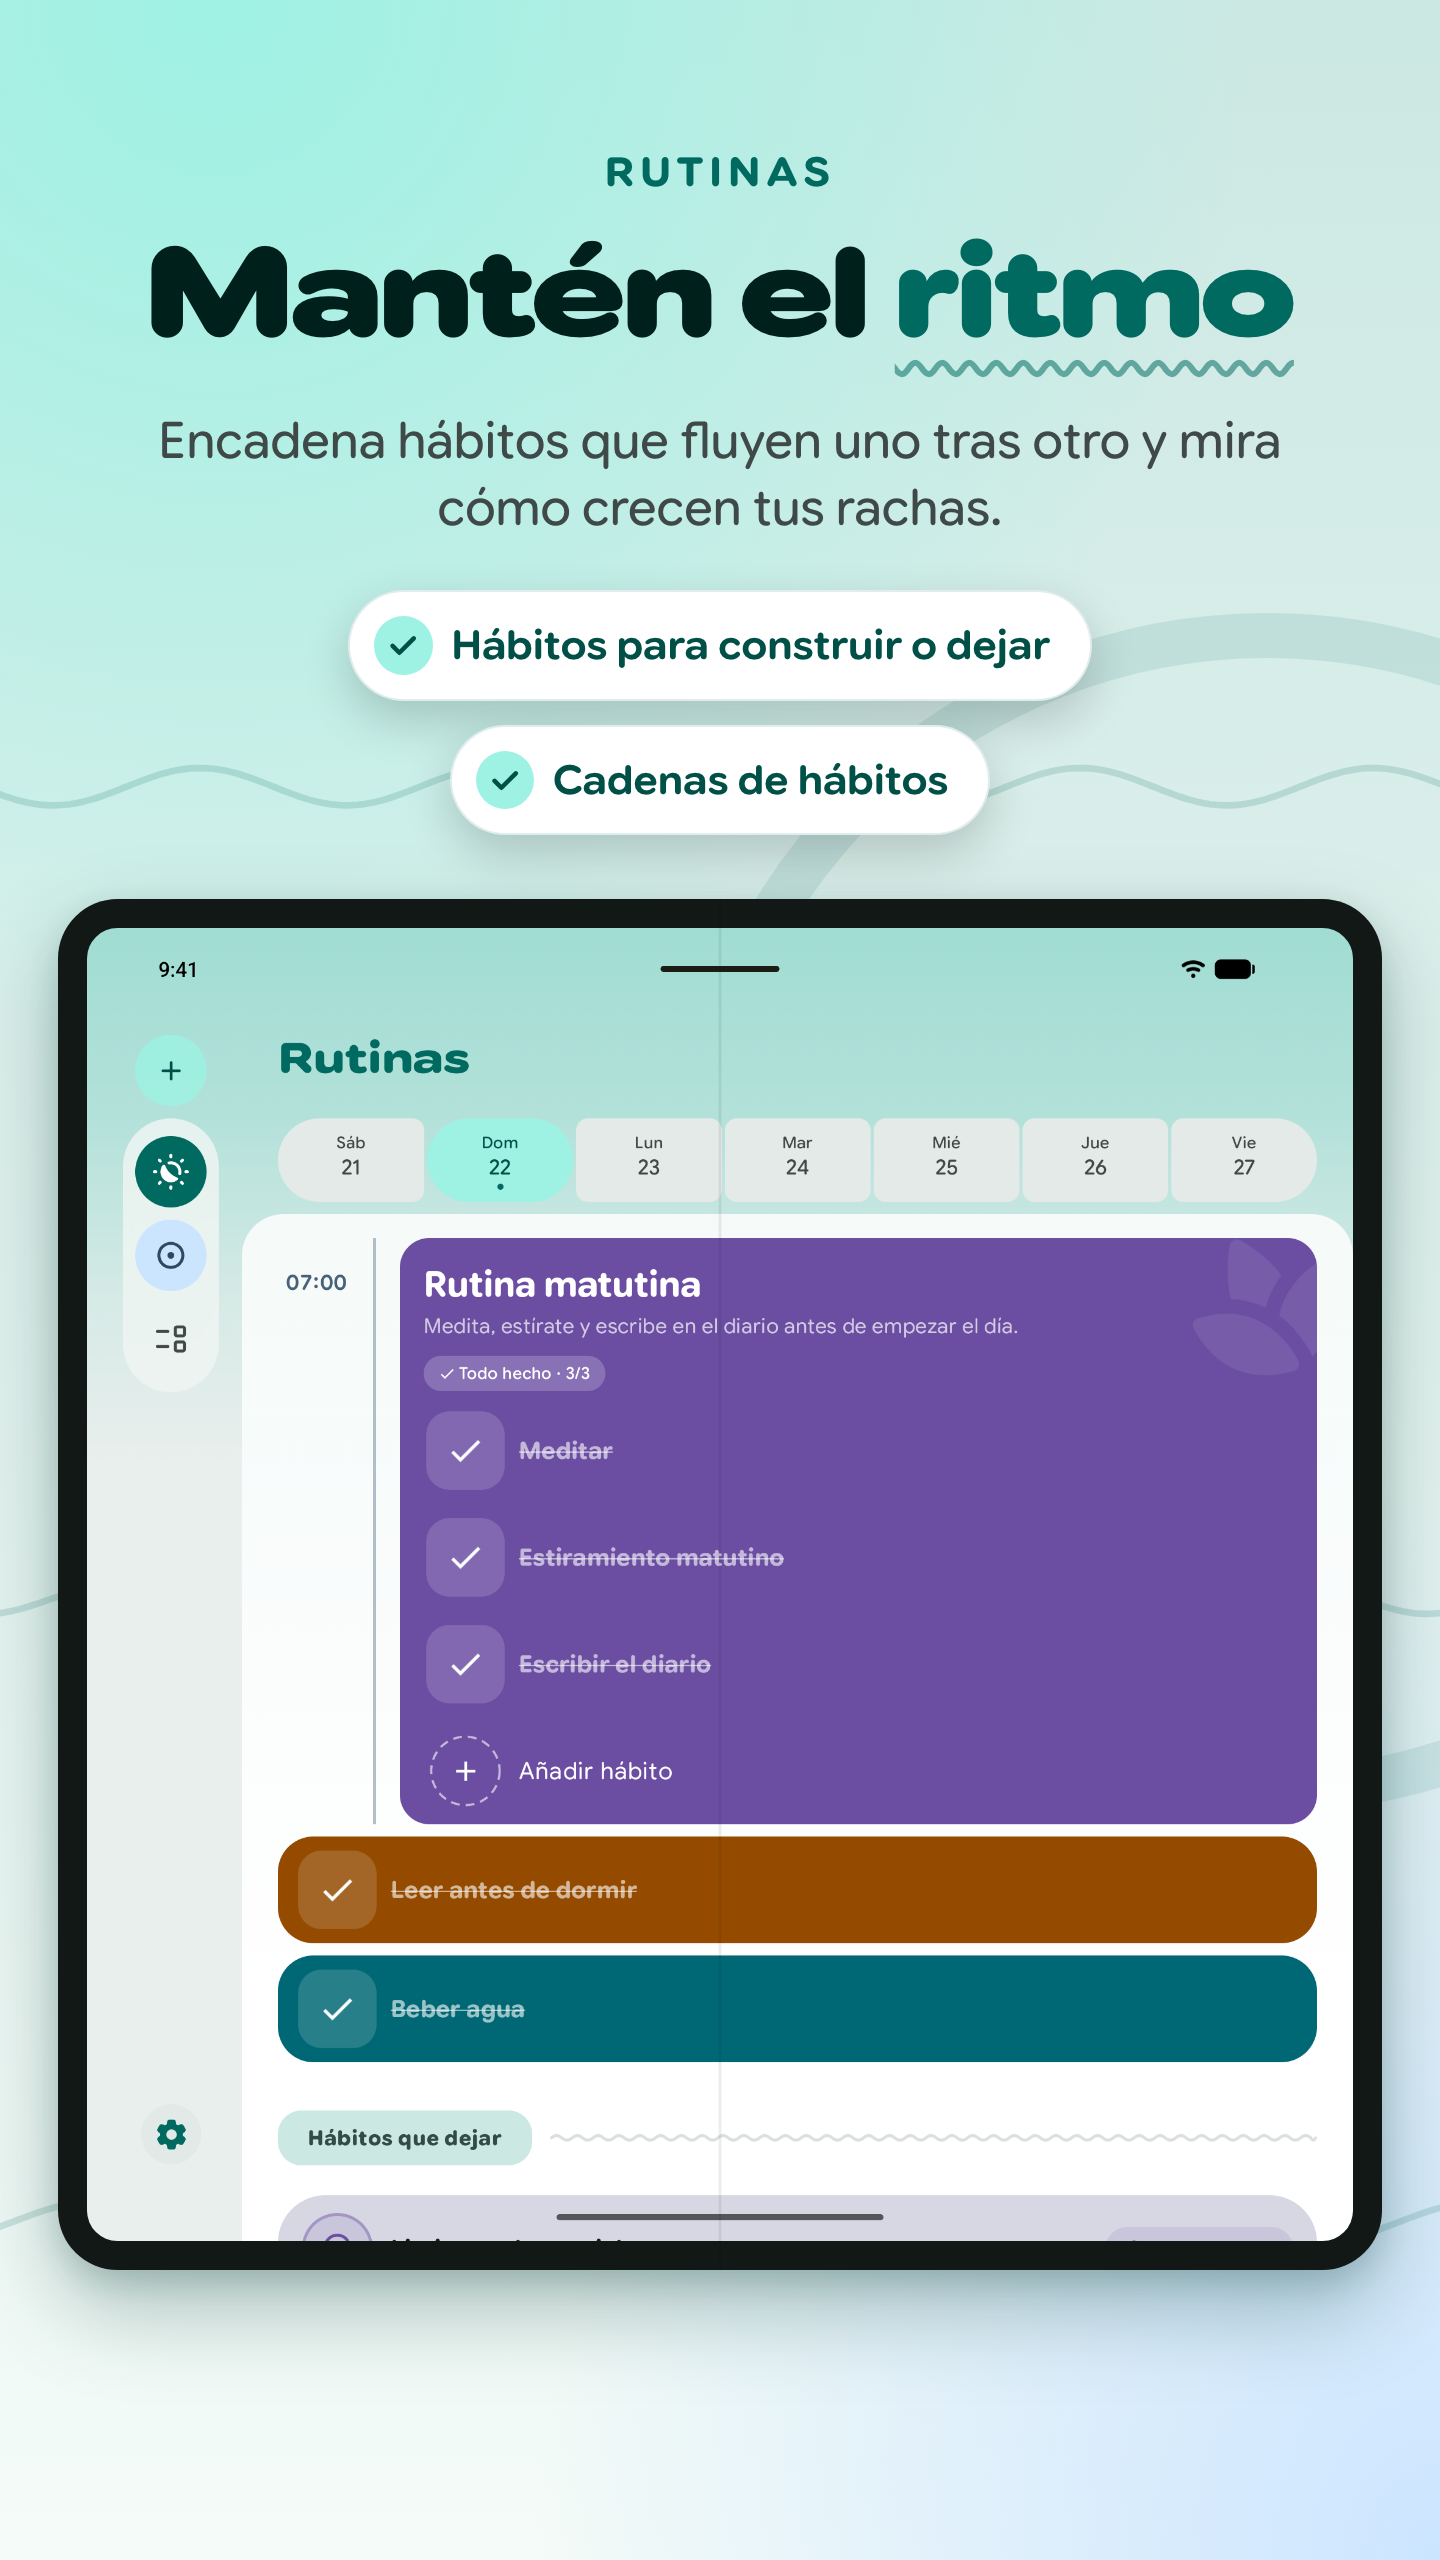 RUTINAS
Mantén el ritmo
Encadena hábitos que fluyen uno tras otro y mira
cómo crecen tus rachas.
Hábitos para construir o dejar
Cadenas de hábitos
9:41
Rutinas
Sáb Dom Lun Mar Mié Jue Vie
21 22 23 24 25 26 27
07:00
Rutina matutina
Medita, estírate y escribe en el diario antes de empezar el día.
Todo hecho · 3/3
Meditar
Estiramiento matutino
Escribir el diario
Añadir hábito
Leer antes de dormir
Beber agua
Hábitos que dejar